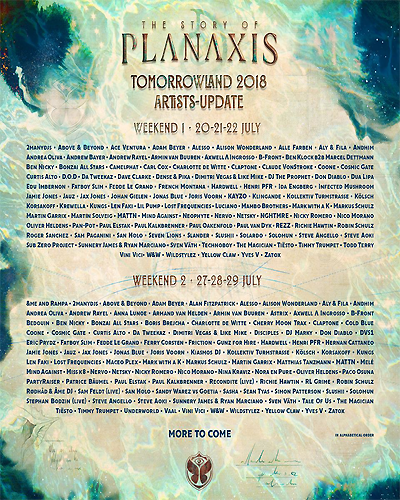 THE STORY OF
PLANAXIS
TOMORROWLAND 2018
ARTISTS-UPDATE
WEEKEND 1 · 20-21-22 JULY
2manydjs • Above & Beyond • Ace Ventura • Adam Beyer • Alesso • Alison Wonderland • Alle Farben • Aly & Fila • Andhim
Andrea Oliva • Andrew Bayer • Andrew Rayel • Armin van Buuren • Axwell Λ Ingrosso • B-Front • Ben Klock b2b Marcel Dettmann
Ben Nicky • Bonzai All Stars • Camelphat • Carl Cox • Charlotte de Witte • Claptone • Claude VonStroke • Coone • Cosmic Gate
Curtis Alto • D.O.D • Da Tweekaz • Dave Clarke • Dense & Pika • Dimitri Vegas & Like Mike • DJ The Prophet • Don Diablo • Dua Lipa
Edu Imbernon • Fatboy Slim • Fedde Le Grand • French Montana • Hardwell • Henri PFR • Ida Engberg • Infected Mushroom
Jamie Jones • Jauz • Jax Jones • Johan Gielen • Jonas Blue • Joris Voorn • KAYZO • Klingande • Kollektiv Turmstrasse • Kölsch
Korsakoff • Krewella • Kungs • Len Faki • Lil Pump • Lost Frequencies • Luciano • Mambo Brothers • Mark with a K • Markus Schulz
Martin Garrix • Martin Solveig • MATTN • Mind Against • Neophyte • Nervo • Netsky • NGHTMRE • Nicky Romero • Nico Morano
Oliver Heldens • Pan-Pot • Paul Elstak • Paul Kalkbrenner • Paul Oakenfold • Paul van Dyk • REZZ • Richie Hawtin • Robin Schulz
Roger Sanchez • Sam Paganini • San Holo • Seven Lions • Slander • Slushii • Solardo • Solomun • Steve Angello • Steve Aoki
Sub Zero Project • Sunnery James & Ryan Marciano • Sven Väth • Technoboy • The Magician • Tiësto • Timmy Trumpet • Todd Terry
Vini Vici • W&W • Wildstylez • Yellow Claw • Yves V • Zatox
WEEKEND 2 · 27-28-29 JULY
&ME and Rampa • 2manydjs • Above & Beyond • Adam Beyer • Alan Fitzpatrick • Alesso • Alison Wonderland • Aly & Fila • Andhim
Andrea Oliva • Andrew Rayel • Anna Lunoe • Armand van Helden • Armin van Buuren • Astrix • Axwell Λ Ingrosso • B-Front
Bedouin • Ben Nicky • Benz All Stars • Boris Brejcha • Charlotte de Witte • Cherry Moon Trax • Claptone • Cold Blue
Coone • Cosmic Gate • Curtis Alto • Da Tweekaz • Dimitri Vegas & Like Mike • Disciples • DJ Marky • Don Diablo • DVS1
Eric Prydz • Fatboy Slim • Fedde Le Grand • Ferry Corsten • Friction • Gunz for Hire • Hardwell • Henri PFR • Hernan Cattaneo
Jamie Jones • Jauz • Jax Jones • Jonas Blue • Joris Voorn • Kiasmos DJ • Kollektiv Turmstrasse • Kölsch • Korsakoff • Kungs
Len Faki • Lost Frequencies • Maceo Plex • Mark with a K • Markus Schulz • Martin Garrix • Matthias Tanzmann • MATTN • Melé
Mind Against • Miss K8 • Nervo • Netsky • Nicky Romero • Nico Morano • Nina Kraviz • Nora en Pure • Oliver Heldens • Paco Osuna
Partyraiser • Patrice Bäumel • Paul Elstak • Paul Kalkbrenner • Recondite (live) • Richie Hawtin • RL Grime • Robin Schulz
Rødhåd & Âme DJ • Sam Feldt (live) • San Holo • Sandy Warez vs Goetia • Sasha • Sean Tyas • Simon Patterson • Slushii • Solomun
Stephan Bodzin (live) • Steve Angello • Steve Aoki • Sunnery James & Ryan Marciano • Sven Väth • Tale Of Us • The Magician
Tiësto • Timmy Trumpet • Underworld • Vaal • Vini Vici • W&W • Wildstylez • Yellow Claw • Yves V • Zatox
MORE TO COME
IN ALPHABETICAL ORDER